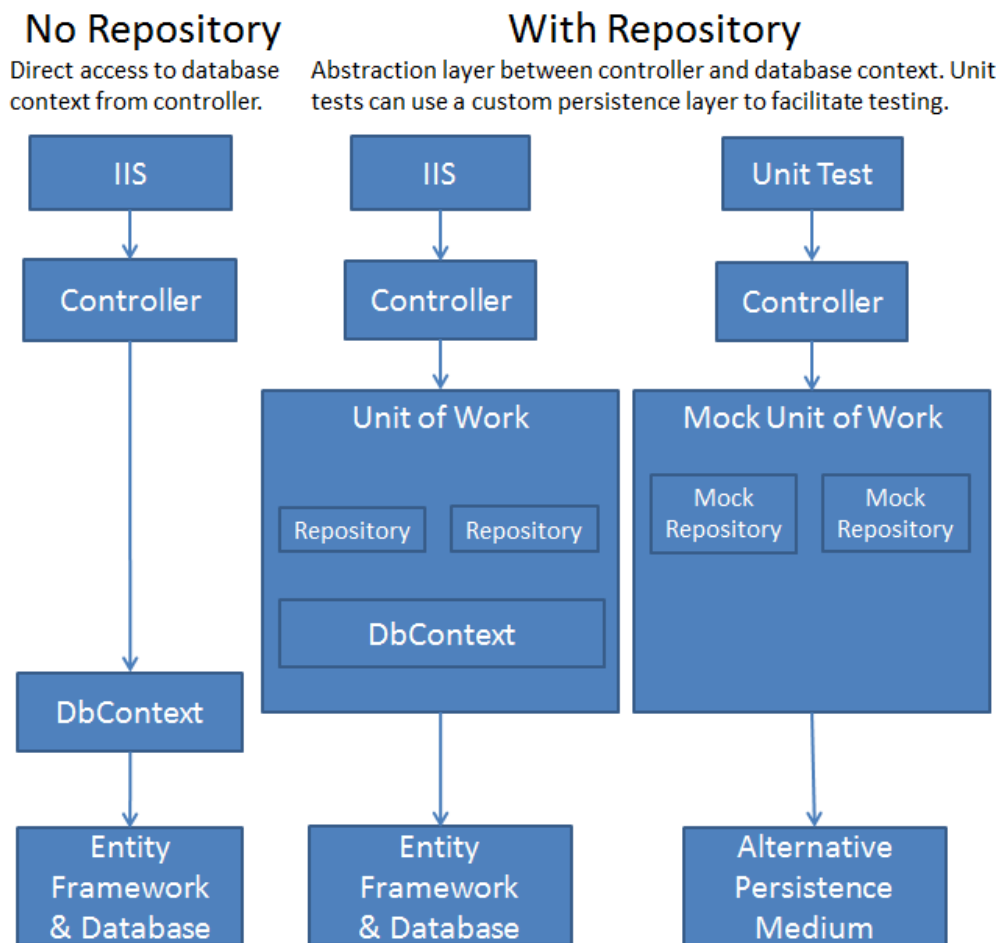 No Repository
Direct access to database
context from controller.
With Repository
Abstraction layer between controller and database context. Unit
tests can use a custom persistence layer to facilitate testing.
IIS
Controller
DbContext
Entity
Framework
& Database
IIS
Controller
Unit of Work
Repository
Repository
DbContext
Entity
Framework
& Database
Unit Test
Controller
Mock Unit of Work
Mock
Repository
Mock
Repository
Alternative
Persistence
Medium